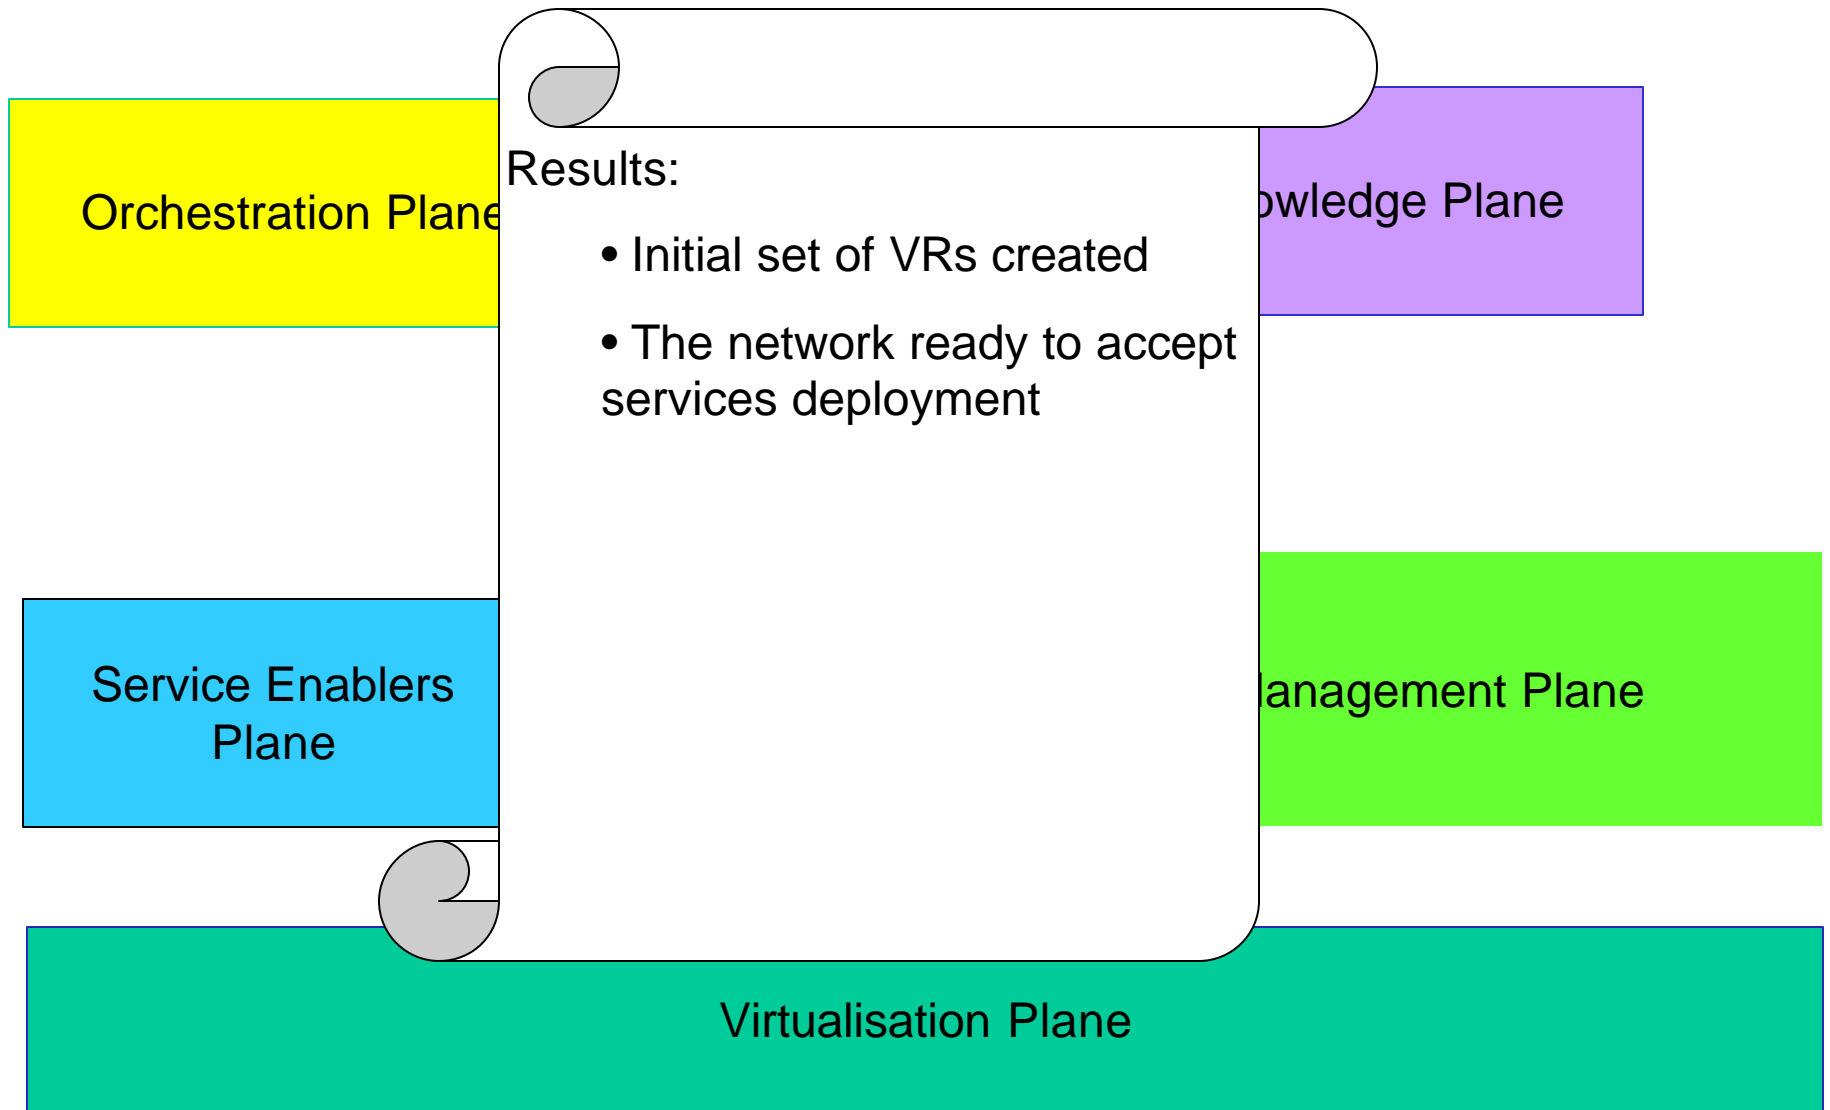 Orchestration Plane
Results:
owledge Plane
• Initial set of VRs created
• The network ready to accept
services deployment
Service Enablers
Plane
anagement Plane
Virtualisation Plane